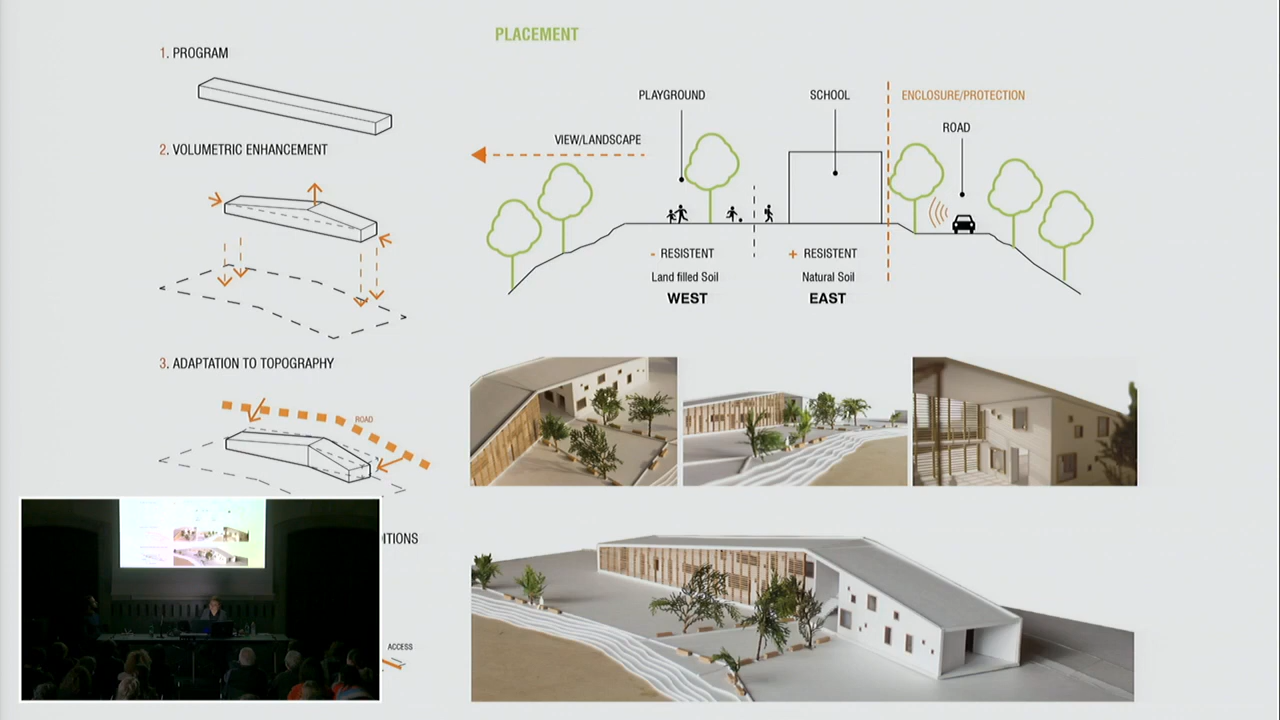 PLACEMENT
1. PROGRAM
2. VOLUMETRIC ENHANCEMENT
3. ADAPTATION TO TOPOGRAPHY
ROAD
ITIONS
ACCESS
PLAYGROUND
SCHOOL
ENCLOSURE/PROTECTION
ROAD
VIEW/LANDSCAPE
- RESISTENT
Land filled Soil
WEST
+ RESISTENT
Natural Soil
EAST